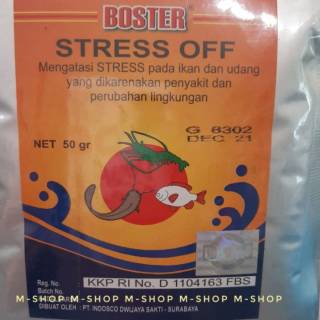 BOSTER®
STRESS OFF
Mengatasi STRESS pada ikan dan udang
yang dikarenakan penyakit dan
perubahan lingkungan
G 6302
DEC 21
NET 50 gr
Reg. No.
KKP RI No. D 1104163 FBS
Batch No.
M-SHOP M-SHOP M-SHOP M-SHOP M-SHOP
DIBUAT OLEH : PT. INDOSCO DWIJAYA SAKTI - SURABAYA